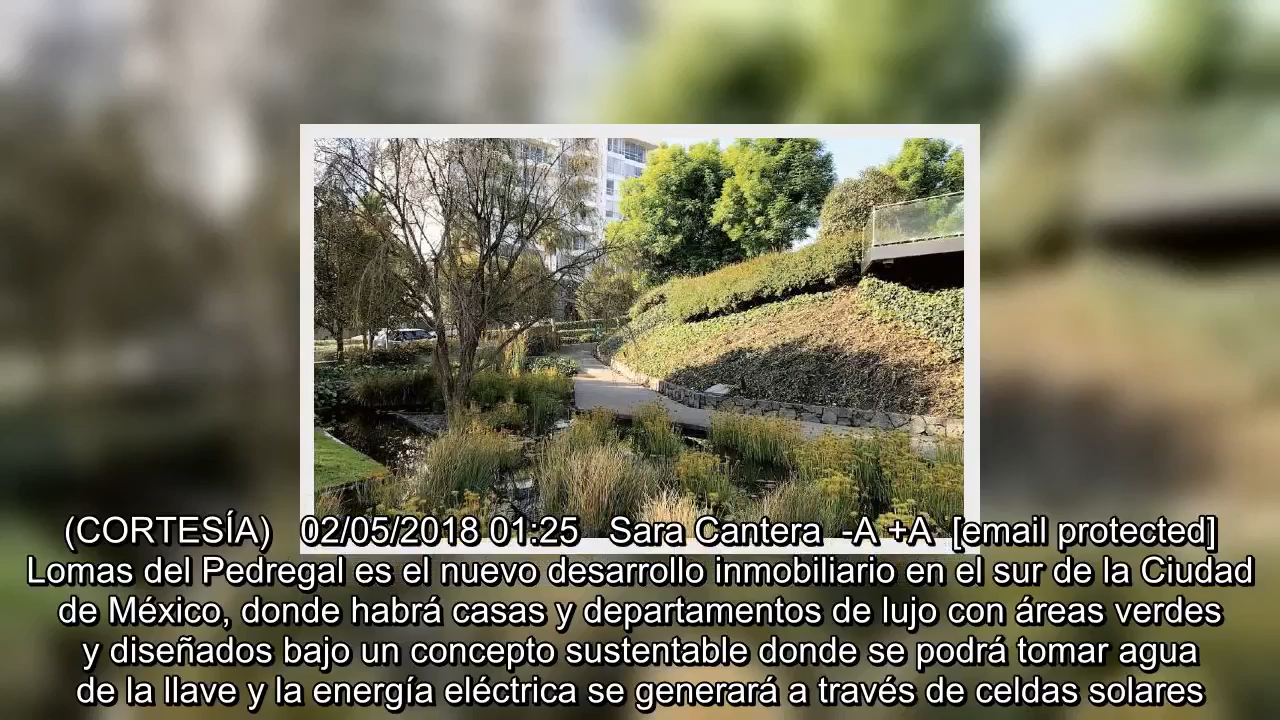 (CORTESÍA) 02/05/2018 01:25 Sara Cantera -A +A [email protected]
Lomas del Pedregal es el nuevo desarrollo inmobiliario en el sur de la Ciudad
de México, donde habrá casas y departamentos de lujo con áreas verdes
y diseñados bajo un concepto sustentable donde se podrá tomar agua
de la llave y la energía eléctrica se generará a través de celdas solares